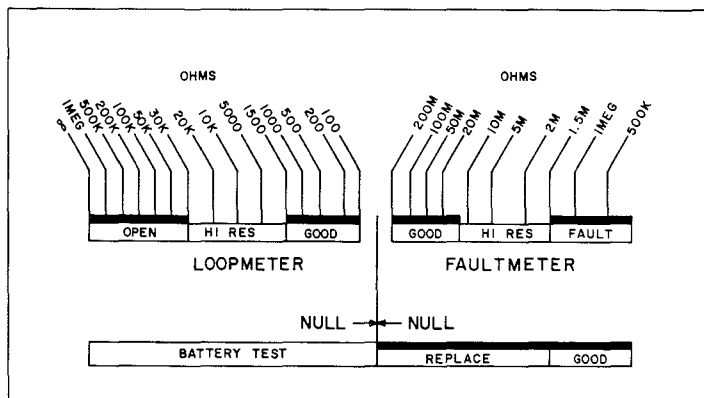 OHMS OHMS
∞ 1MEG 500K 200K 100K 50K 30K 20K 10K 5000 1500 1000 500 200 100 200M 100M 50M 20M 10M 5M 2M 1.5M 1MEG 500K
OPEN HI RES GOOD GOOD HI RES FAULT
LOOPMETER FAULTMETER
NULL NULL
BATTERY TEST REPLACE GOOD